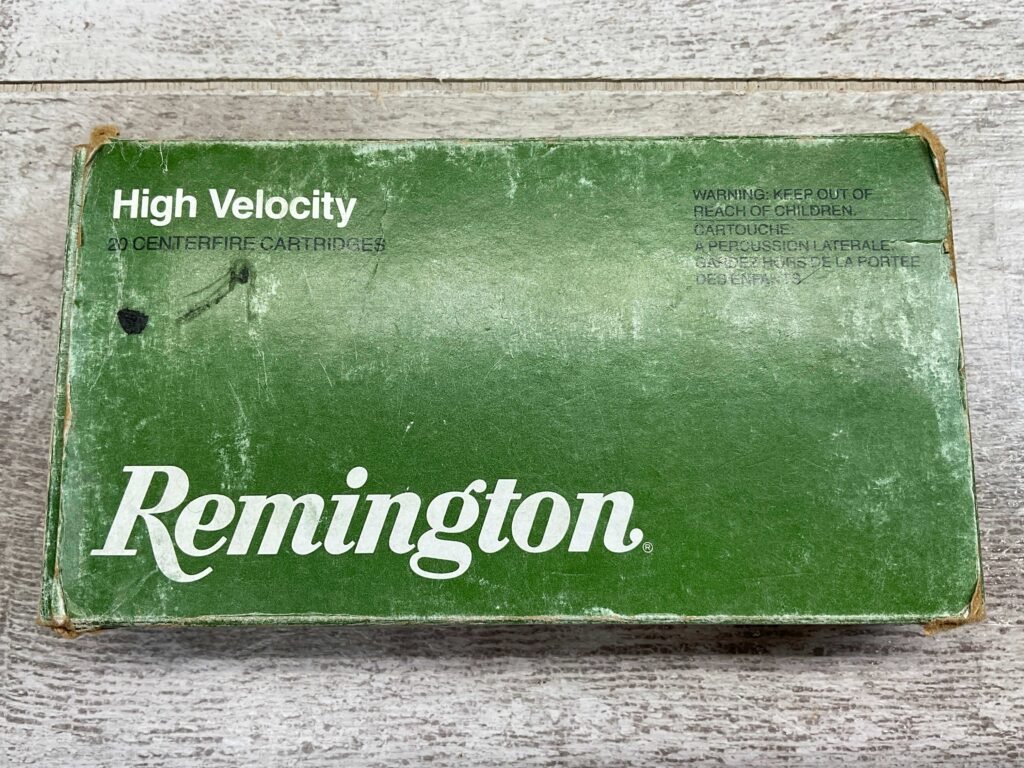 High Velocity
20 CENTERFIRE CARTRIDGES
WARNING: KEEP OUT OF
REACH OF CHILDREN.
CARTOUCHE:
A PERCUSSION LATERALE.
GARDEZ HORS DE LA PORTEE
DES ENFANTS
Remington®